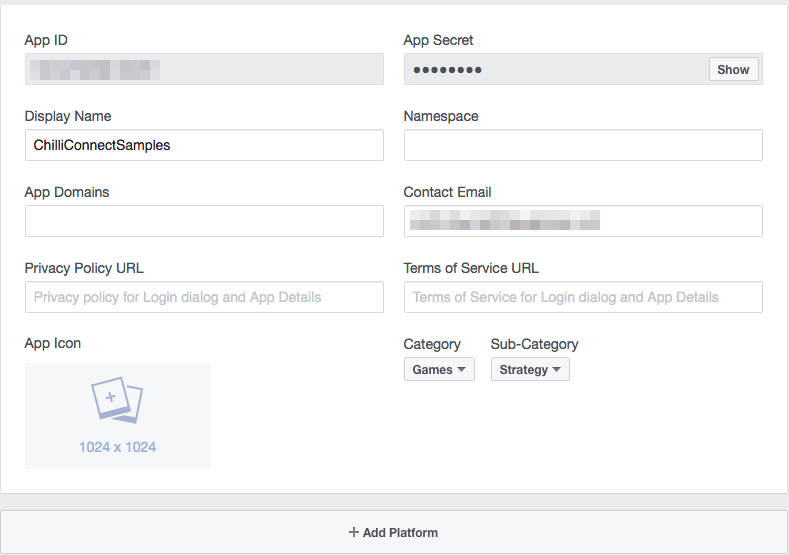 App ID
App Secret
●●●●●●●●
Show
Display Name
Namespace
ChilliConnectSamples
App Domains
Contact Email
Privacy Policy URL
Terms of Service URL
Privacy policy for Login dialog and App Details
Terms of Service for Login dialog and App Details
App Icon
Category
Sub-Category
Games
Strategy
1024 x 1024
+ Add Platform